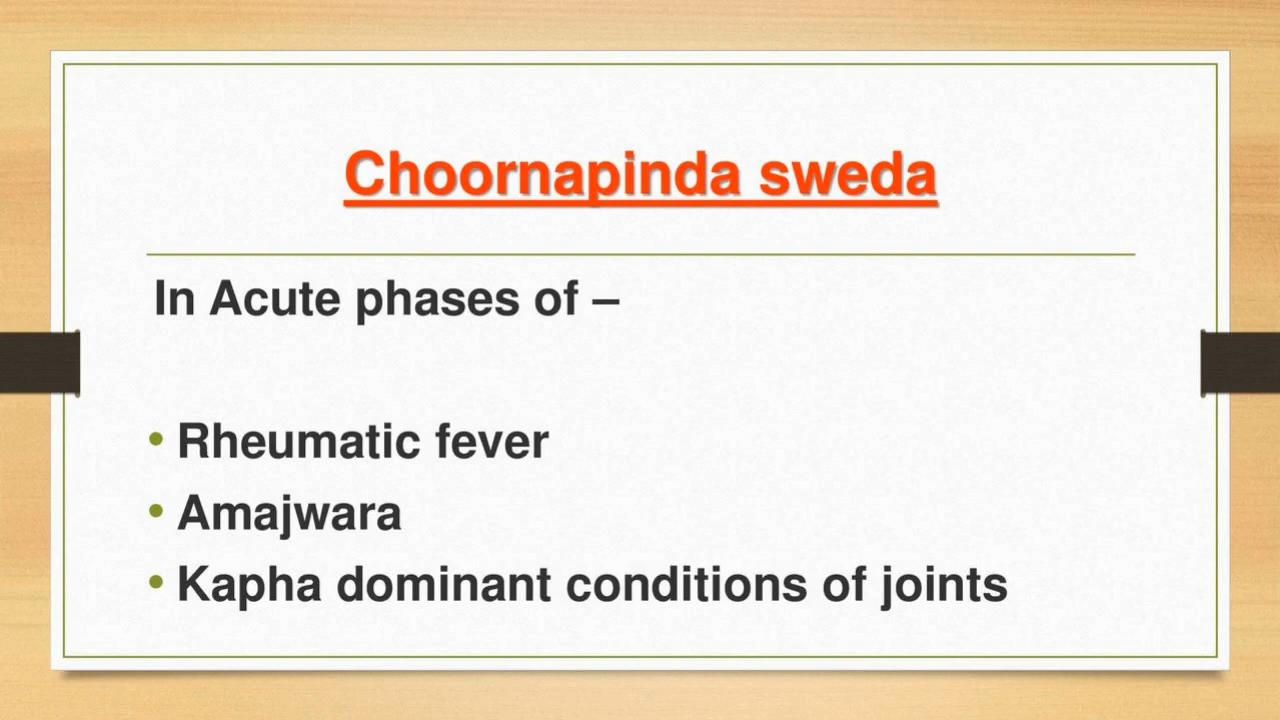 Choornapinda sweda
In Acute phases of –
• Rheumatic fever
• Amajwara
• Kapha dominant conditions of joints